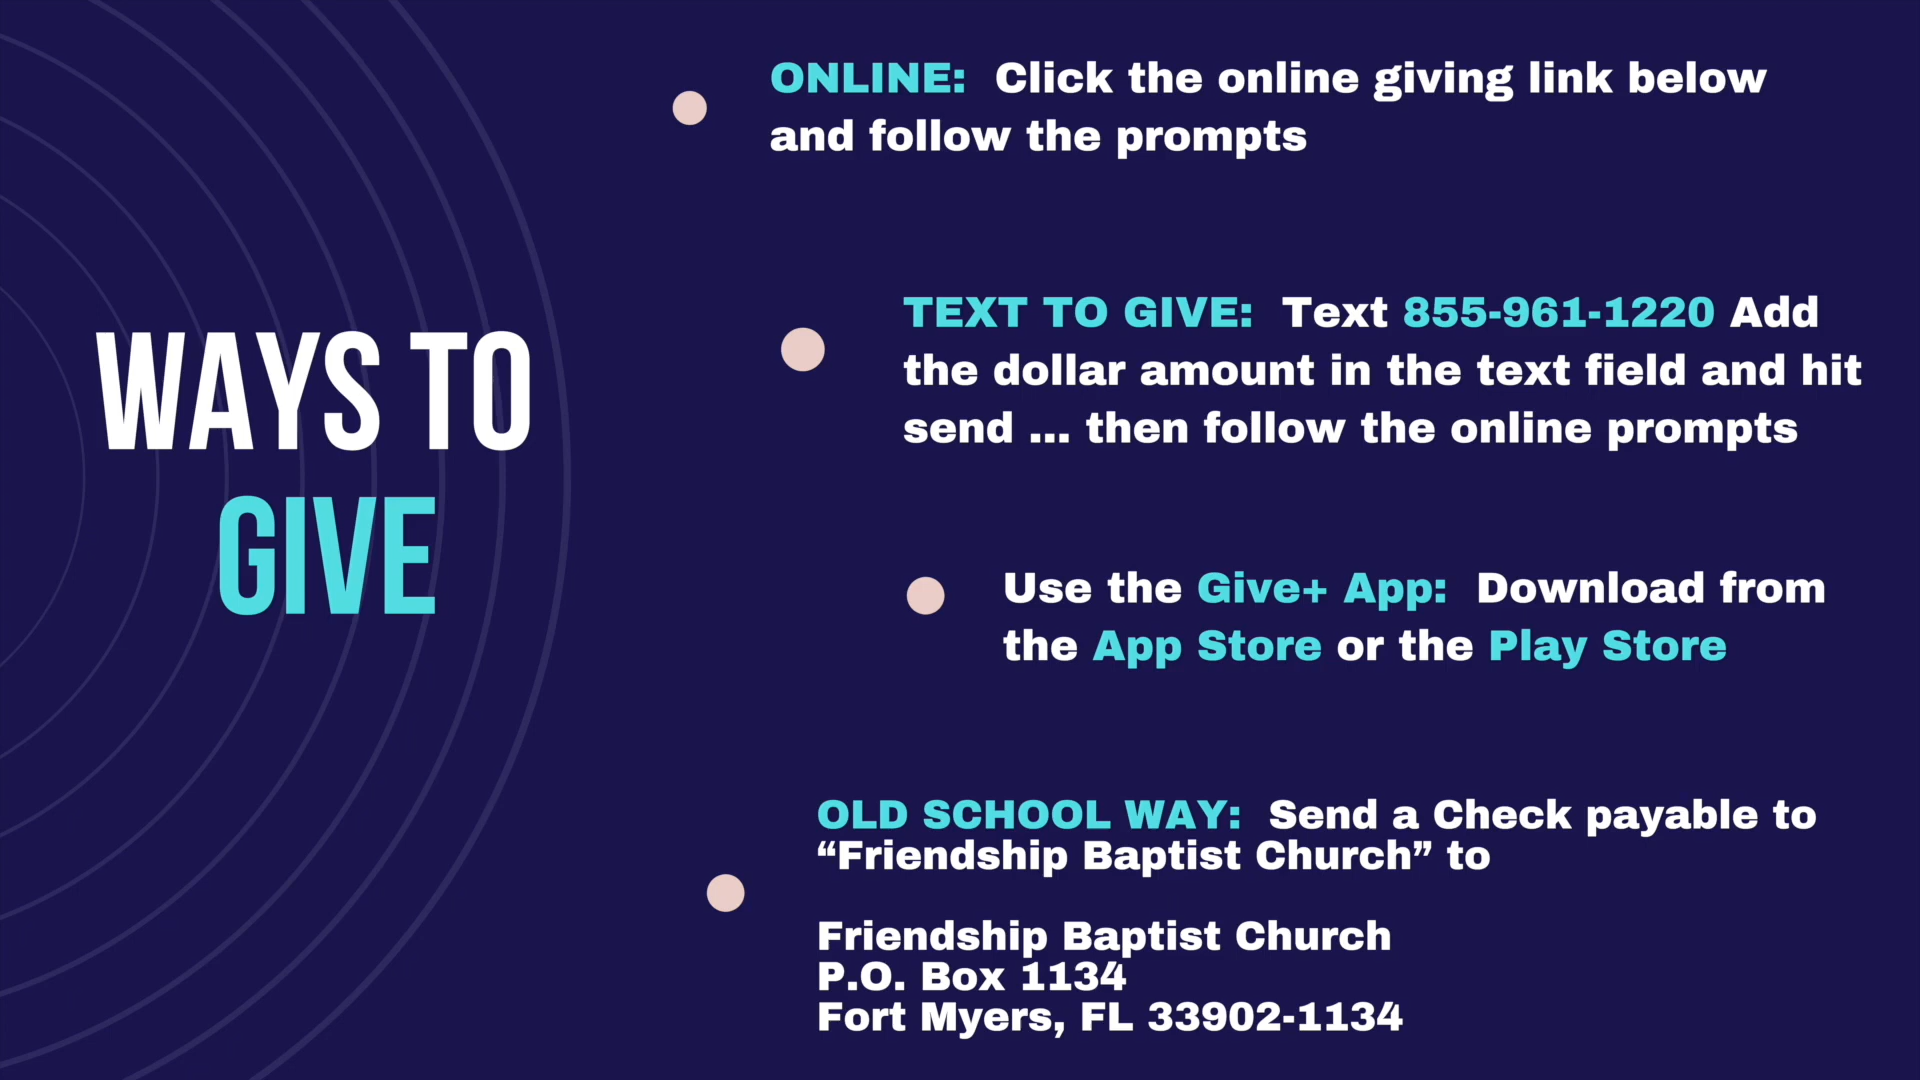 WAYS TO
GIVE
ONLINE: Click the online giving link below
and follow the prompts
TEXT TO GIVE: Text 855-961-1220 Add
the dollar amount in the text field and hit
send ... then follow the online prompts
Use the Give+ App: Download from
the App Store or the Play Store
OLD SCHOOL WAY: Send a Check payable to
“Friendship Baptist Church” to
Friendship Baptist Church
P.O. Box 1134
Fort Myers, FL 33902-1134